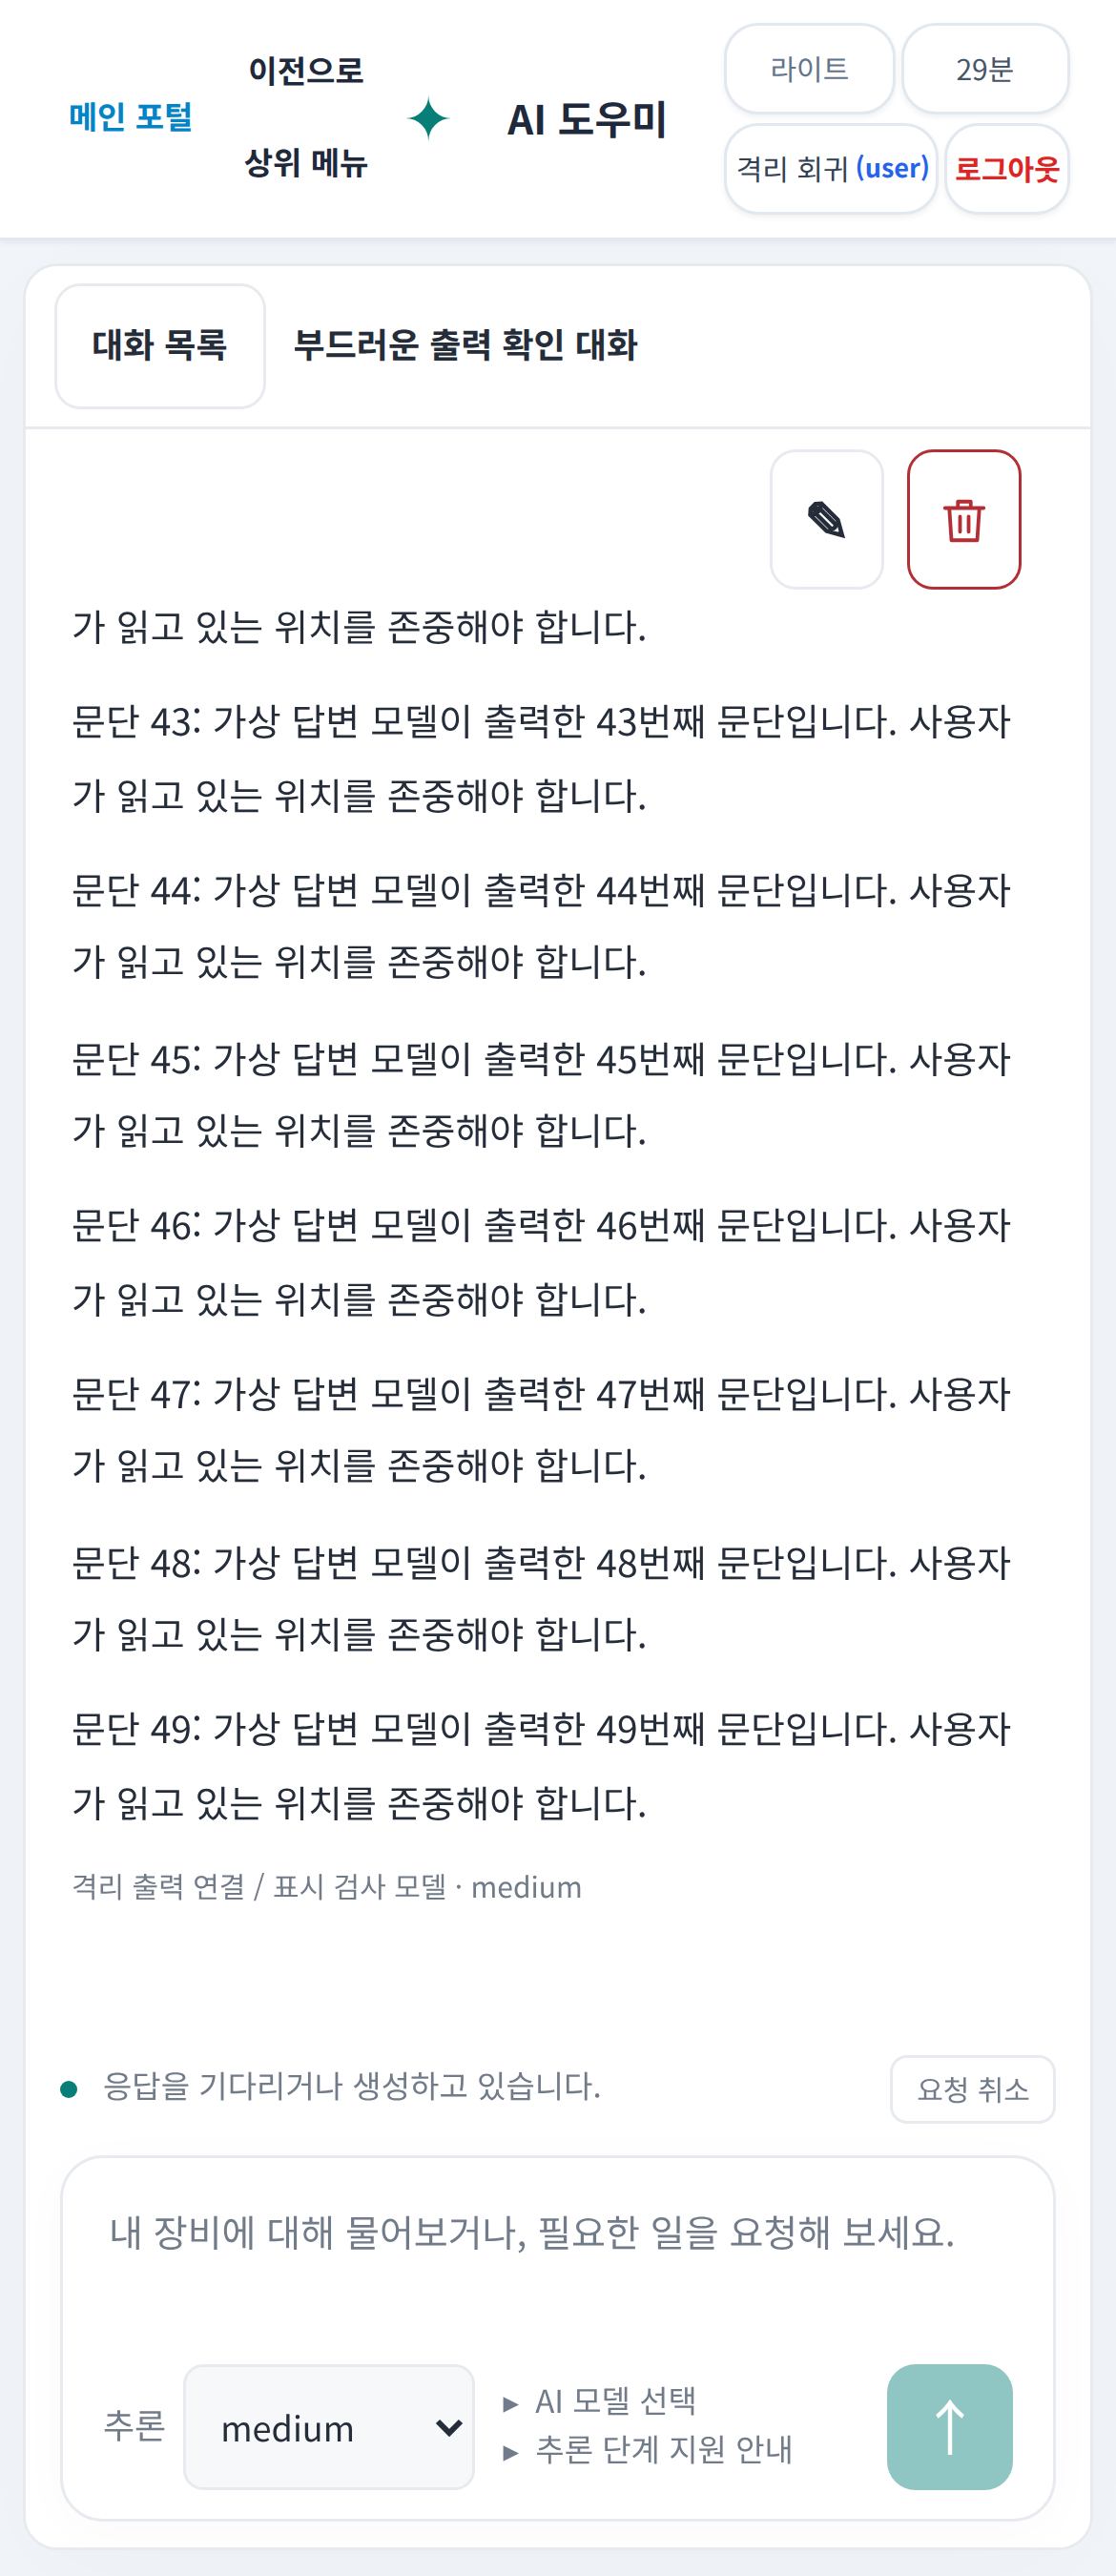 메인 포털
이전으로
상위 메뉴
AI 도우미
라이트
29분
격리 회귀 (user)
로그아웃
대화 목록
부드러운 출력 확인 대화
가 읽고 있는 위치를 존중해야 합니다.
문단 43: 가상 답변 모델이 출력한 43번째 문단입니다. 사용자
가 읽고 있는 위치를 존중해야 합니다.
문단 44: 가상 답변 모델이 출력한 44번째 문단입니다. 사용자
가 읽고 있는 위치를 존중해야 합니다.
문단 45: 가상 답변 모델이 출력한 45번째 문단입니다. 사용자
가 읽고 있는 위치를 존중해야 합니다.
문단 46: 가상 답변 모델이 출력한 46번째 문단입니다. 사용자
가 읽고 있는 위치를 존중해야 합니다.
문단 47: 가상 답변 모델이 출력한 47번째 문단입니다. 사용자
가 읽고 있는 위치를 존중해야 합니다.
문단 48: 가상 답변 모델이 출력한 48번째 문단입니다. 사용자
가 읽고 있는 위치를 존중해야 합니다.
문단 49: 가상 답변 모델이 출력한 49번째 문단입니다. 사용자
가 읽고 있는 위치를 존중해야 합니다.
격리 출력 연결 / 표시 검사 모델 · medium
응답을 기다리거나 생성하고 있습니다.
요청 취소
내 장비에 대해 물어보거나, 필요한 일을 요청해 보세요.
추론
medium
▸ AI 모델 선택
▸ 추론 단계 지원 안내